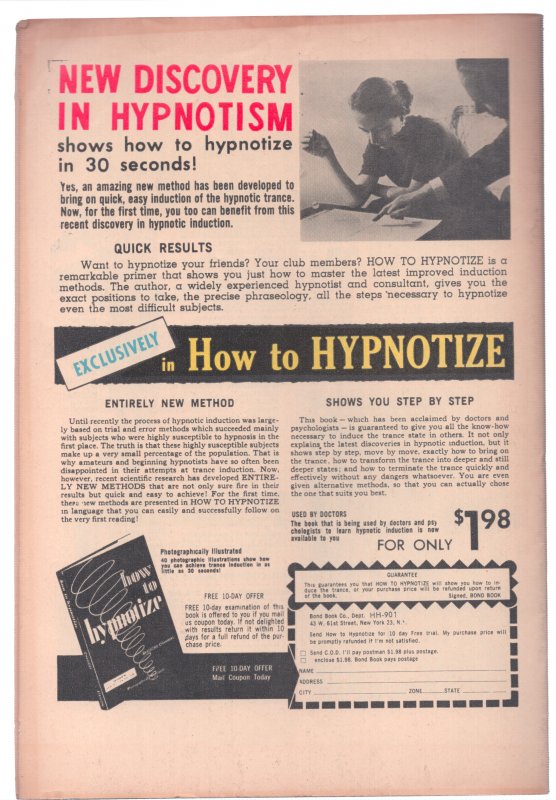 NEW DISCOVERY
IN HYPNOTISM
shows how to hypnotize
in 30 seconds!
Yes, an amazing new method has been developed to
bring on quick, easy induction of the hypnotic trance.
Now, for the first time, you too can benefit from this
recent discovery in hypnotic induction.
QUICK RESULTS
Want to hypnotize your friends? Your club members? HOW TO HYPNOTIZE is a
remarkable primer that shows you just how to master the latest improved induction
methods. The author, a widely experienced hypnotist and consultant, gives you the
exact positions to take, the precise phraseology, all the steps necessary to hypnotize
even the most difficult subjects.
EXCLUSIVELY
in How to HYPNOTIZE
ENTIRELY NEW METHOD
Until recently the process of hypnotic induction was large-
ly based on trial and error methods which succeeded mainly
with subjects who were highly susceptible to hypnosis in the
first place. The truth is that these highly susceptible subjects
make up a very small percentage of the population. That is
why amateurs and beginning hypnotists have so often been
disappointed in their attempts at trance induction. Now,
however, recent scientific research has developed ENTIRE-
LY NEW METHODS that are not only sure fire in their
results but quick and easy to achieve! For the first time,
these new methods are presented in HOW TO HYPNOTIZE
in language that you can easily and successfully follow on
the very first reading!
SHOWS YOU STEP BY STEP
This book — which has been acclaimed by doctors and
psychologists — is guaranteed to give you all the know-how
necessary to induce the trance state in others. It not only
explains the latest discoveries in hypnotic induction, but it
shows step by step, move by move, exactly how to bring on
the trance, how to transform the trance into deeper and still
deeper states; and how to terminate the trance quickly and
effectively without any dangers whatsoever. You are even
given alternative methods, so that you can actually chose
the one that suits you best.
USED BY DOCTORS
The book that is being used by doctors and psy
chologists to learn hypnotic induction is now
available to you
FOR ONLY $1 98
how
to
hypnotize
Photographically Illustrated
40 photographic illustrations show how
you can achieve trance induction in as
little as 30 seconds!
FREE 10-DAY OFFER
FREE 10-day examination of this
book is offered to you if you mail
us coupon today. If not delighted
with results return it within 10
days for a full refund of the pur-
chase price.
FREE 10-DAY OFFER
Mail Coupon Today
GUARANTEE
This guarantees you that HOW TO HYPNOTIZE will show you how to in-
duce the trance, or your purchase price will be refunded upon return
of the book. Signed, BOND BOOK
Bond Book Co., Dept. HH-901
43 W. 61st Street, New York 23, N.
Send How to Hypnotize for 10 day Free trial. My purchase price will
be promptly refunded if I'm not satisfied.
Send C.O.D. I'll pay postman $1.98 plus postage.
enclose $1.98. Bond Book pays postage
NAME
ADDRESS
CITY ZONE STATE